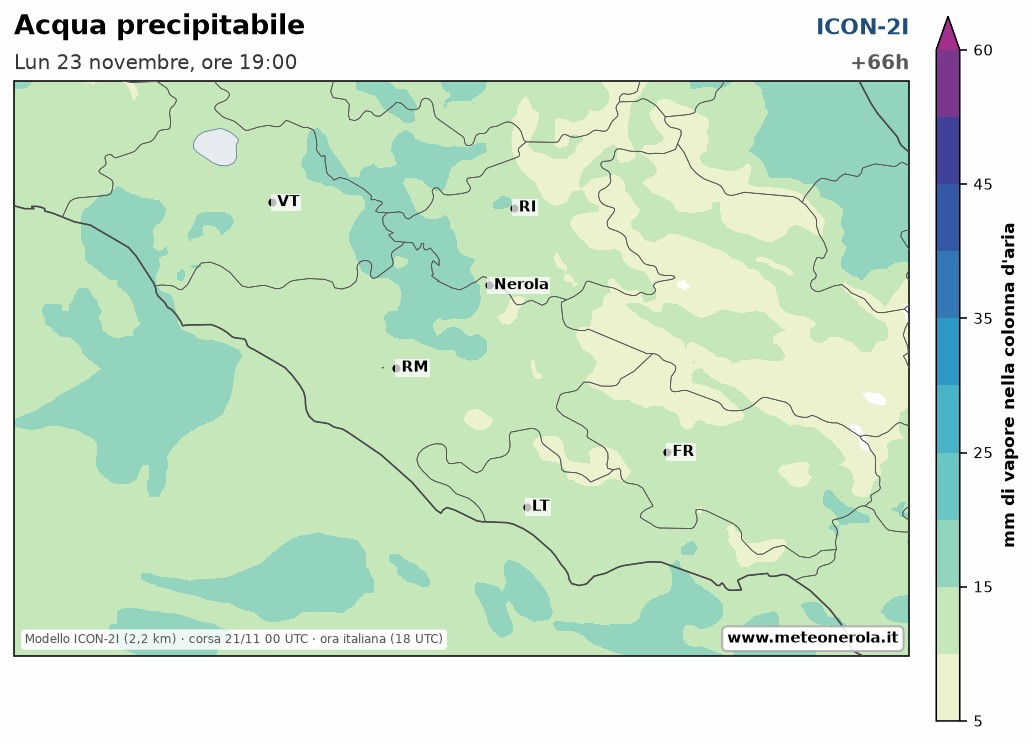 Acqua precipitabile
ICON-2I
Lun 23 novembre, ore 19:00
+66h
60
45
35
25
15
5
mm di vapore nella colonna d'aria
VT
RI
Nerola
RM
FR
LT
Modello ICON-2I (2,2 km) · corsa 21/11 00 UTC · ora italiana (18 UTC)
www.meteonerola.it